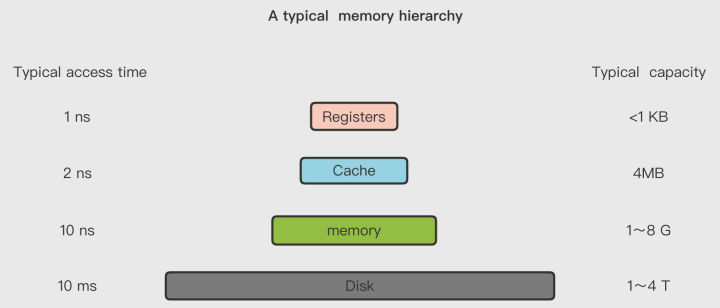 A typical memory hierarchy
Typical access time Typical capacity
1 ns Registers <1 KB
2 ns Cache 4MB
10 ns memory 1～8 G
10 ms Disk 1～4 T